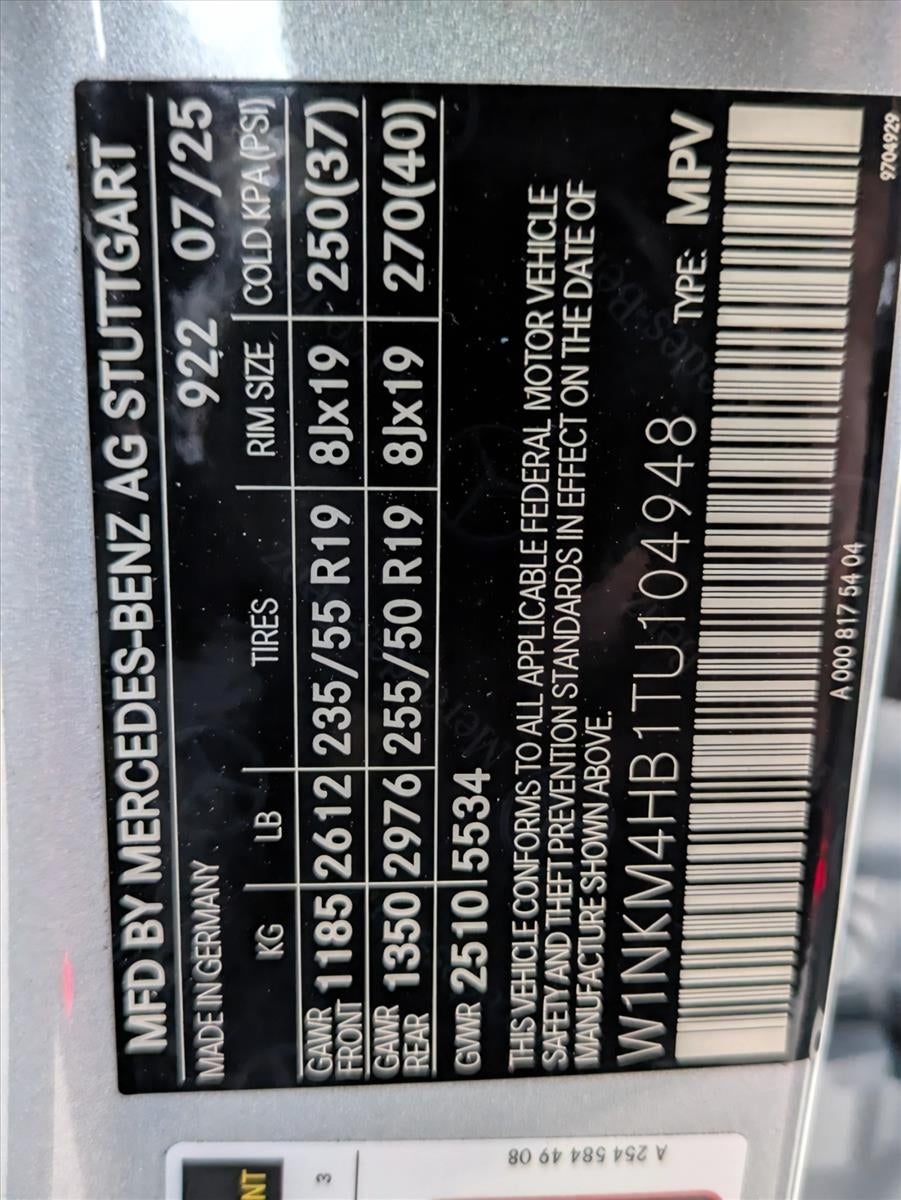 MFD BY MERCEDES-BENZ AG STUTTGART
MADE IN GERMANY 922 07/25
KG LB TIRES RIM SIZE COLD KPA (PSI)
GAWR FRONT 1185 2612 235/55 R19 8Jx19 250(37)
GAWR REAR 1350 2976 255/50 R19 8Jx19 270(40)
GVWR 2510 5534
THIS VEHICLE CONFORMS TO ALL APPLICABLE FEDERAL MOTOR VEHICLE
SAFETY AND THEFT PREVENTION STANDARDS IN EFFECT ON THE DATE OF
MANUFACTURE SHOWN ABOVE.
W1NKM4HB1TU104948 TYPE: MPV
A 000 817 54 04
9704929
A 254 584 49 08
3
NT